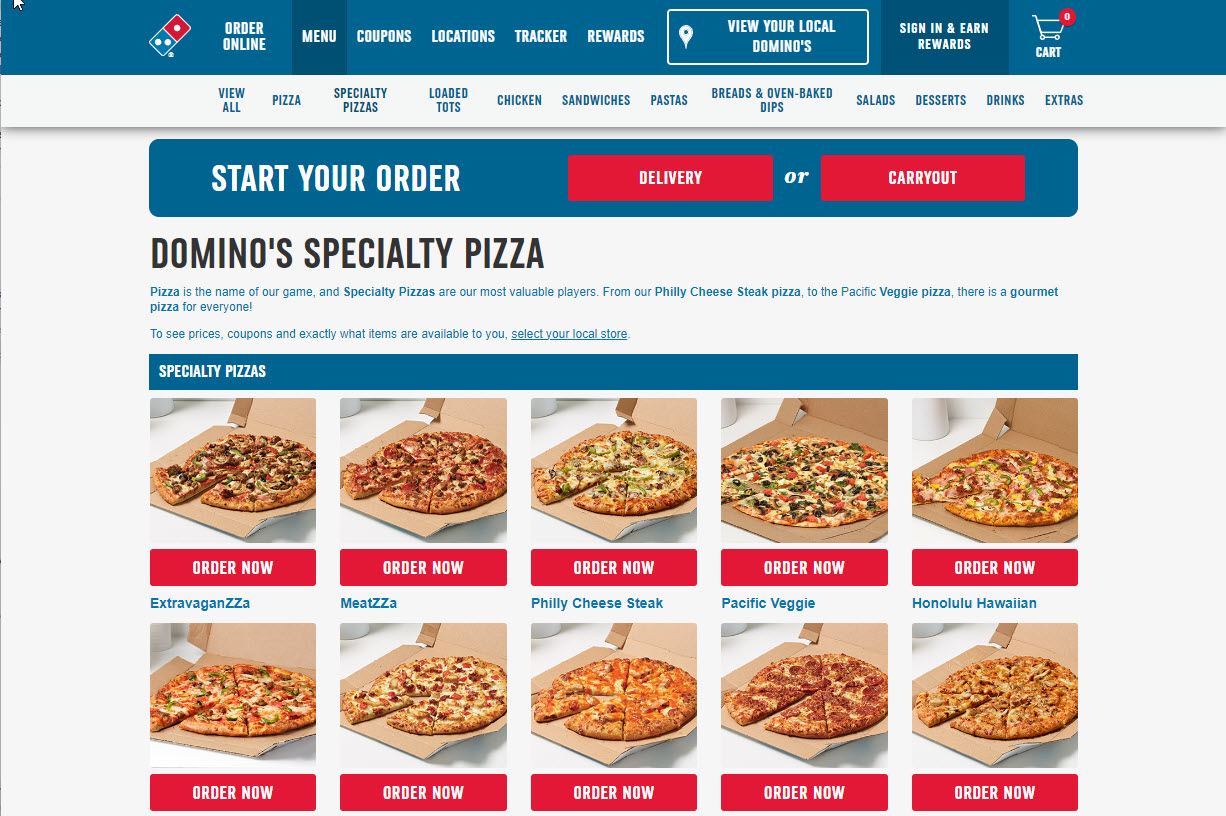 ORDER
ONLINE
MENU
COUPONS
LOCATIONS
TRACKER
REWARDS
VIEW YOUR LOCAL
DOMINO'S
SIGN IN & EARN
REWARDS
0
CART
VIEW
ALL
PIZZA
SPECIALTY
PIZZAS
LOADED
TOTS
CHICKEN
SANDWICHES
PASTAS
BREADS & OVEN-BAKED
DIPS
SALADS
DESSERTS
DRINKS
EXTRAS
START YOUR ORDER
DELIVERY
or
CARRYOUT
DOMINO'S SPECIALTY PIZZA
Pizza is the name of our game, and Specialty Pizzas are our most valuable players. From our Philly Cheese Steak pizza, to the Pacific Veggie pizza, there is a gourmet
pizza for everyone!
To see prices, coupons and exactly what items are available to you, select your local store.
SPECIALTY PIZZAS
ORDER NOW
ORDER NOW
ORDER NOW
ORDER NOW
ORDER NOW
ExtravaganZZa
MeatZZa
Philly Cheese Steak
Pacific Veggie
Honolulu Hawaiian
ORDER NOW
ORDER NOW
ORDER NOW
ORDER NOW
ORDER NOW